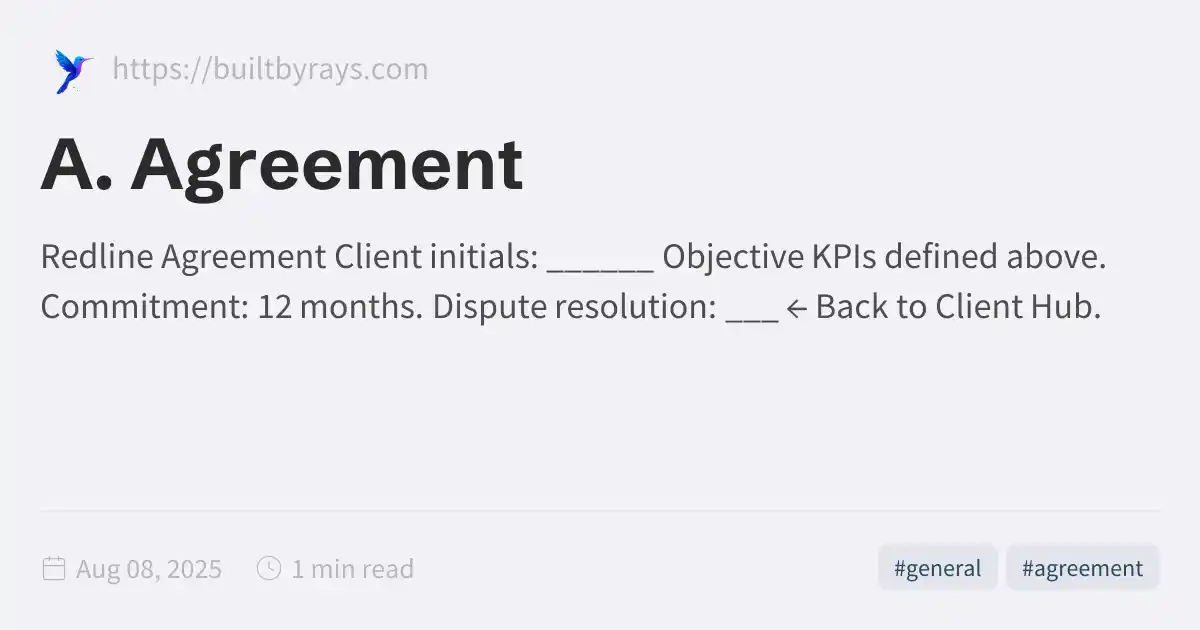 https://builtbyrays.com
A. Agreement
Redline Agreement Client initials: ______ Objective KPIs defined above.
Commitment: 12 months. Dispute resolution: ___ ← Back to Client Hub.
Aug 08, 2025 1 min read #general #agreement